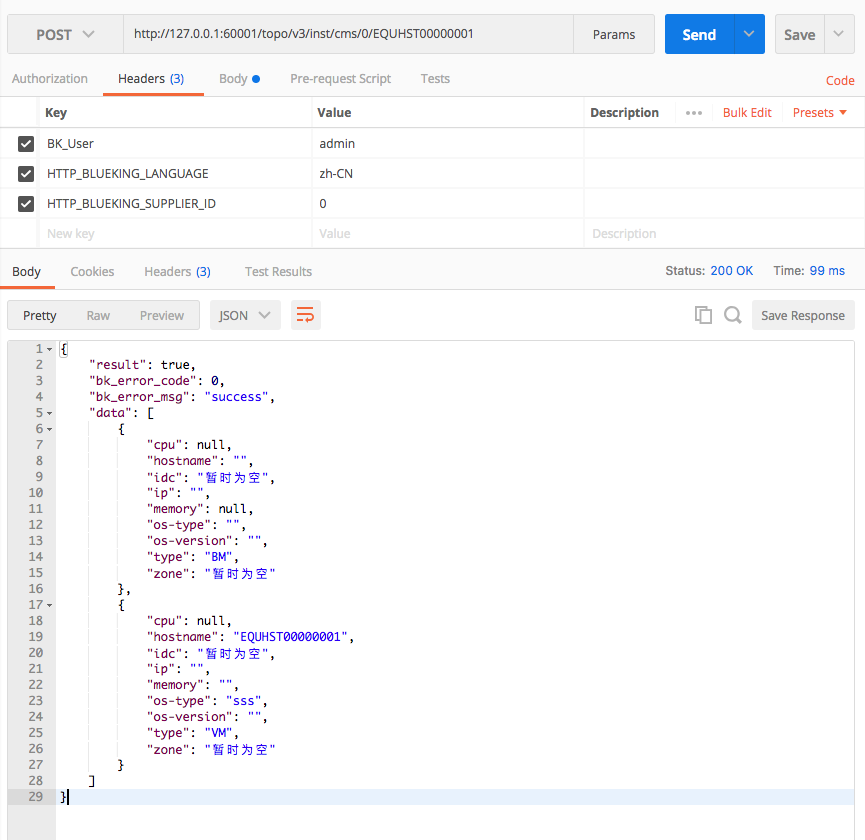 POST http://127.0.0.1:60001/topo/v3/inst/cms/0/EQUHST00000001 Params Send Save
Authorization Headers (3) Body Pre-request Script Tests Code
Key Value Description ••• Bulk Edit Presets
BK_User admin
HTTP_BLUEKING_LANGUAGE zh-CN
HTTP_BLUEKING_SUPPLIER_ID 0
New key Value Description
Body Cookies Headers (3) Test Results Status: 200 OK Time: 99 ms
Pretty Raw Preview JSON Save Response
1 {
2 "result": true,
3 "bk_error_code": 0,
4 "bk_error_msg": "success",
5 "data": [
6 {
7 "cpu": null,
8 "hostname": "",
9 "idc": "暂时为空",
10 "ip": "",
11 "memory": null,
12 "os-type": "",
13 "os-version": "",
14 "type": "BM",
15 "zone": "暂时为空"
16 },
17 {
18 "cpu": null,
19 "hostname": "EQUHST00000001",
20 "idc": "暂时为空",
21 "ip": "",
22 "memory": "",
23 "os-type": "sss",
24 "os-version": "",
25 "type": "VM",
26 "zone": "暂时为空"
27 }
28 ]
29 }